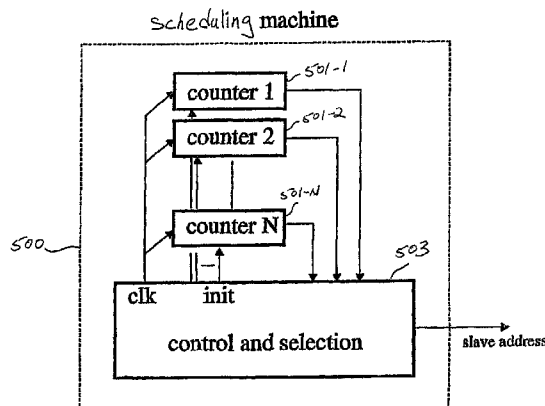 scheduling machine
501-1
counter 1
501-2
counter 2
501-N
counter N
500
503
clk init
control and selection
slave address